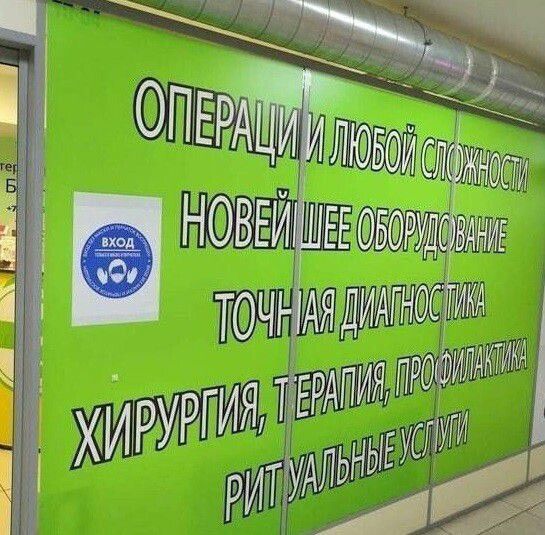 ОПЕРАЦИИ ЛЮБОЙ СЛОЖНОСТИ
НОВЕЙШЕЕ ОБОРУДОВАНИЕ
ВХОД
ТОЧНАЯ ДИАГНОСТИКА
ХИРУРГИЯ, ТЕРАПИЯ, ПРОФИЛАКТИКА
РИТУАЛЬНЫЕ УСЛУГИ